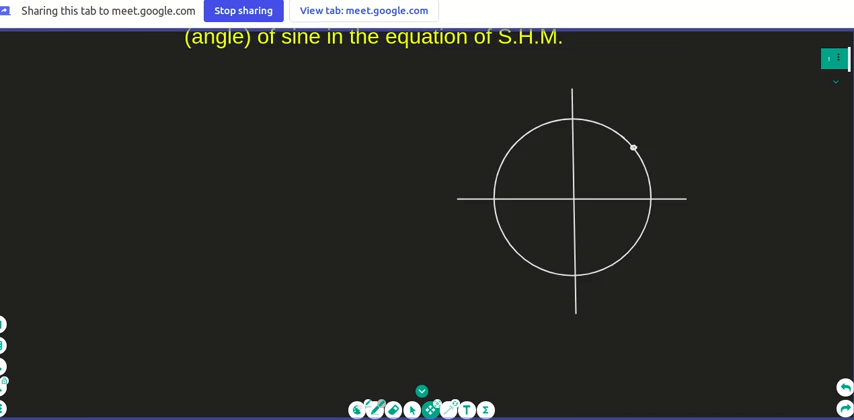 Sharing this tab to meet.google.com
Stop sharing
View tab: meet.google.com
(angle) of sine in the equation of S.H.M.
1
T
Σ